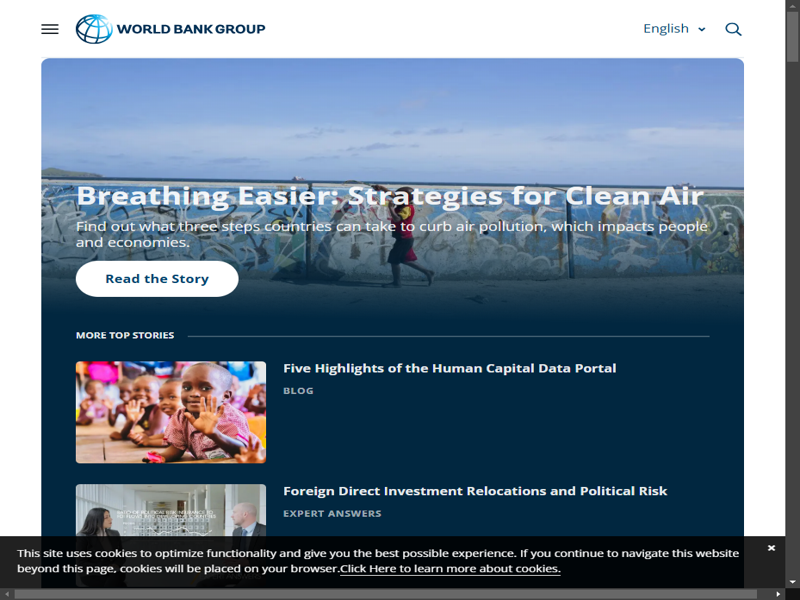 WORLD BANK GROUP
English
Breathing Easier: Strategies for Clean Air
Find out what three steps countries can take to curb air pollution, which impacts people
and economies.
Read the Story
MORE TOP STORIES
Five Highlights of the Human Capital Data Portal
BLOG
Foreign Direct Investment Relocations and Political Risk
EXPERT ANSWERS
This site uses cookies to optimize functionality and give you the best possible experience. If you continue to navigate this website
beyond this page, cookies will be placed on your browser.Click Here to learn more about cookies.